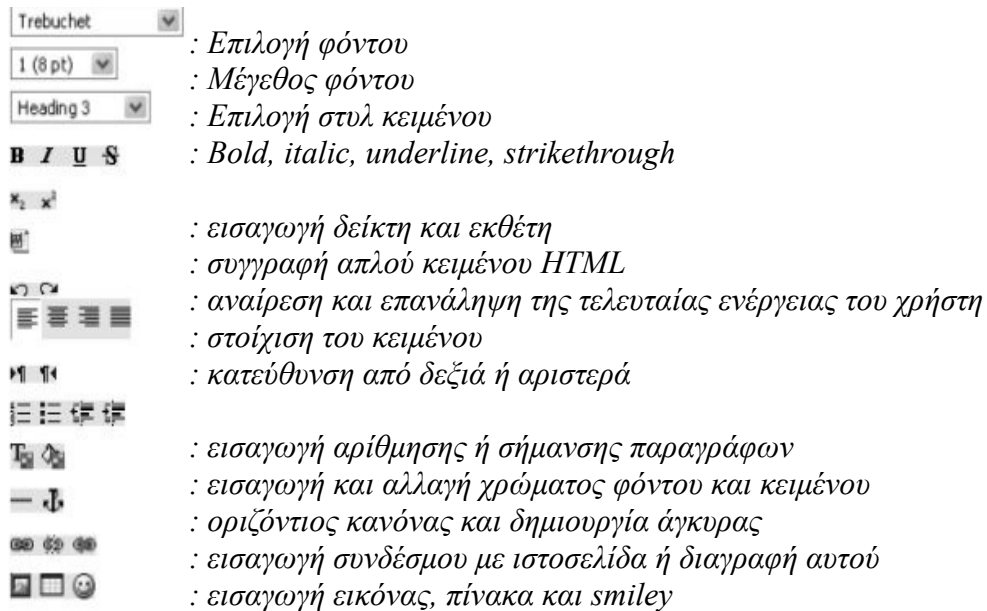 Trebuchet
: Επιλογή φόντου
1 (8 pt)
: Μέγεθος φόντου
Heading 3
: Επιλογή στυλ κειμένου
B I U S : Bold, italic, underline, strikethrough
x₂ x²
: εισαγωγή δείκτη και εκθέτη
: συγγραφή απλού κειμένου HTML
: αναίρεση και επανάληψη της τελευταίας ενέργειας του χρήστη
: στοίχιση του κειμένου
: κατεύθυνση από δεξιά ή αριστερά
: εισαγωγή αρίθμησης ή σήμανσης παραγράφων
: εισαγωγή και αλλαγή χρώματος φόντου και κειμένου
: οριζόντιος κανόνας και δημιουργία άγκυρας
: εισαγωγή συνδέσμου με ιστοσελίδα ή διαγραφή αυτού
: εισαγωγή εικόνας, πίνακα και smiley